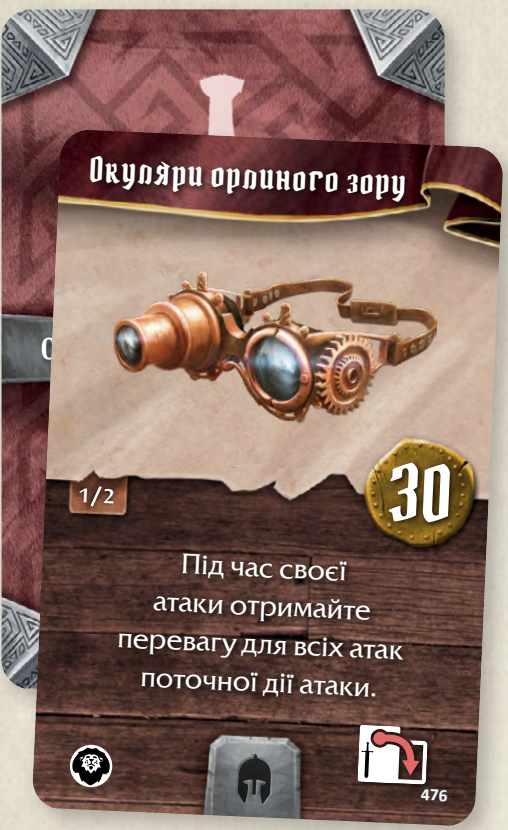 Окуляри орлиного зору
30
1/2
Під час своєї
атаки отримайте
перевагу для всіх атак
поточної дії атаки.
476